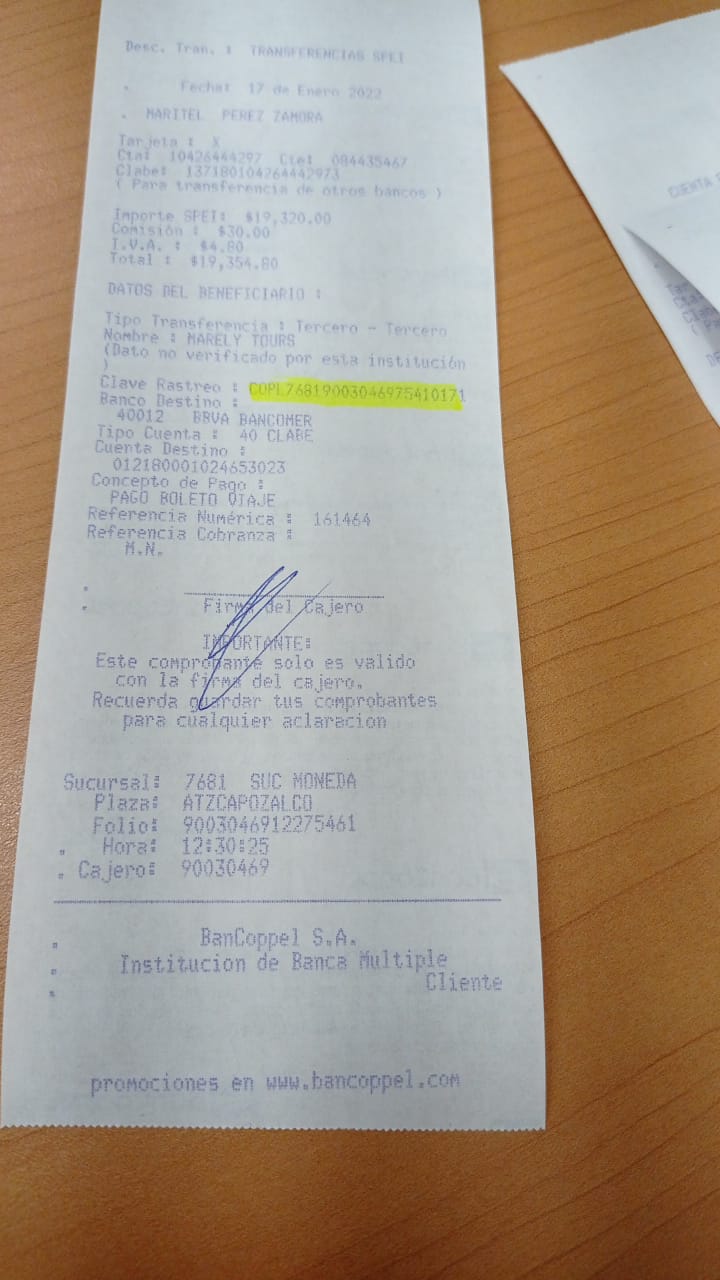 Desc. Tran. : TRANSFERENCIAS SPEI
. Fecha: 17 de Enero 2022
. MARITEL PEREZ ZAMORA
Tarjeta : X
Cta: 10426444297 Cte: 084435467
Clabe: 137180104264442973
( Para transferencia de otros bancos )
Importe SPEI: $19,320.00
Comisión : $30.00
I.V.A. : $4.80
Total : $19,354.80
DATOS DEL BENEFICIARIO :
Tipo Transferencia : Tercero - Tercero
Nombre : MARELY TOURS
(Dato no verificado por esta institución
)
Clave Rastreo : COPL76819003046975410171
Banco Destino :
40012 BBVA BANCOMER
Tipo Cuenta : 40 CLABE
Cuenta Destino :
012180001024653023
Concepto de Pago :
PAGO BOLETO VIAJE
Referencia Numérica : 161464
Referencia Cobranza :
M.N.
Firma del Cajero
IMPORTANTE:
Este comprobante solo es valido
con la firma del cajero.
Recuerda guardar tus comprobantes
para cualquier aclaracion
Sucursal: 7681 SUC MONEDA
Plaza: ATZCAPOZALCO
Folio: 9003046912275461
. Hora: 12:30:25
. Cajero: 90030469
BanCoppel S.A.
Institucion de Banca Multiple
Cliente
promociones en www.bancoppel.com
CUENTA